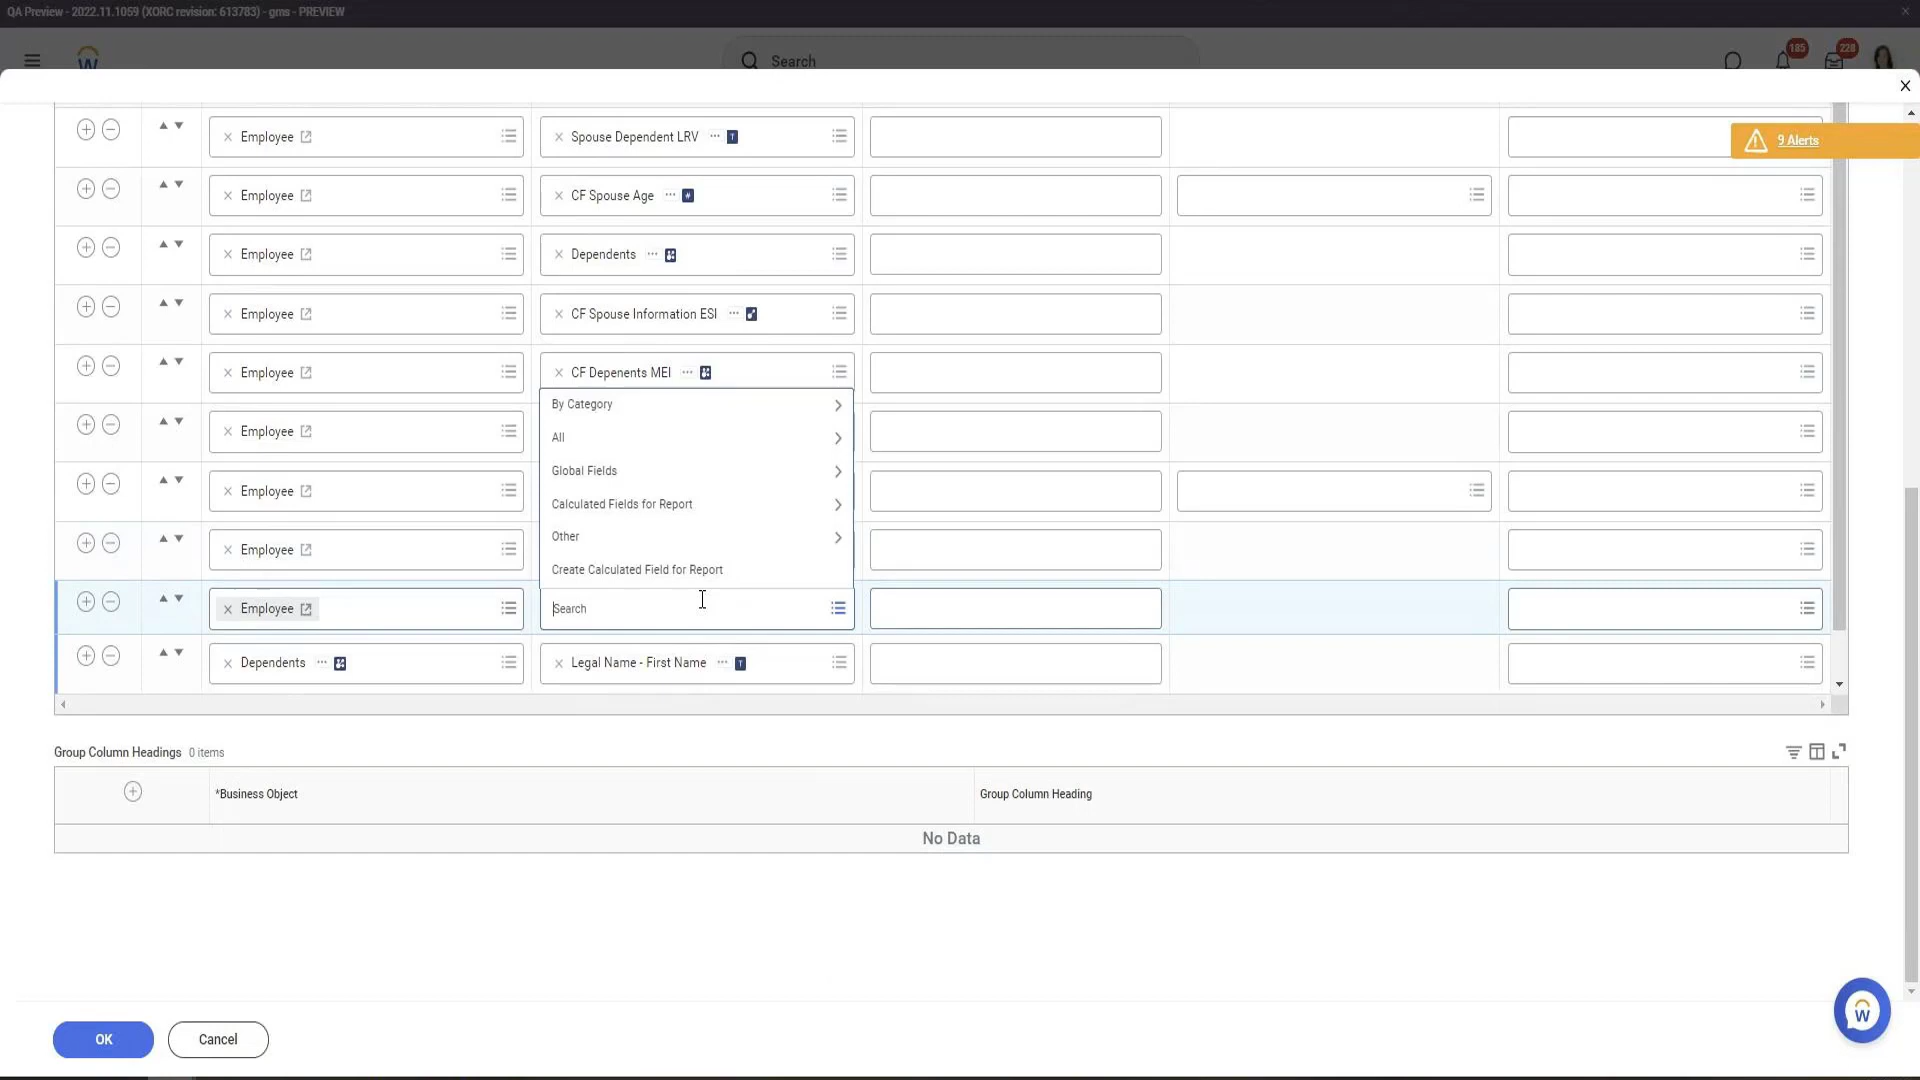 QA Preview - 2022.11.1059 (XORC revision: 613783) - gms - PREVIEW
Search
185
228
9 Alerts
Employee
Spouse Dependent LRV
Employee
CF Spouse Age
Employee
Dependents
Employee
CF Spouse Information ESI
Employee
CF Depenents MEI
By Category
All
Employee
Global Fields
Employee
Calculated Fields for Report
Other
Employee
Create Calculated Field for Report
Employee
Search
Dependents
Legal Name - First Name
Group Column Headings 0 items
*Business Object
Group Column Heading
No Data
OK
Cancel